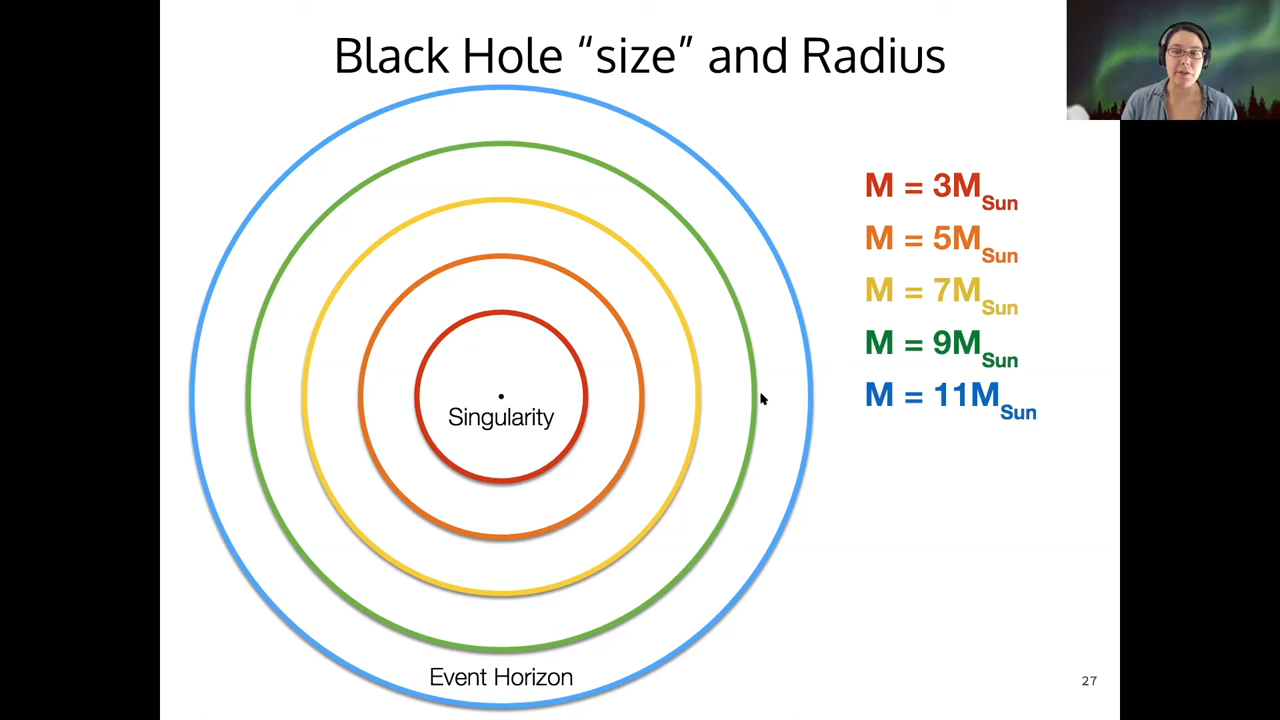 Black Hole “size” and Radius
M = 3MSun
M = 5MSun
M = 7MSun
M = 9MSun
M = 11MSun
Singularity
Event Horizon
27